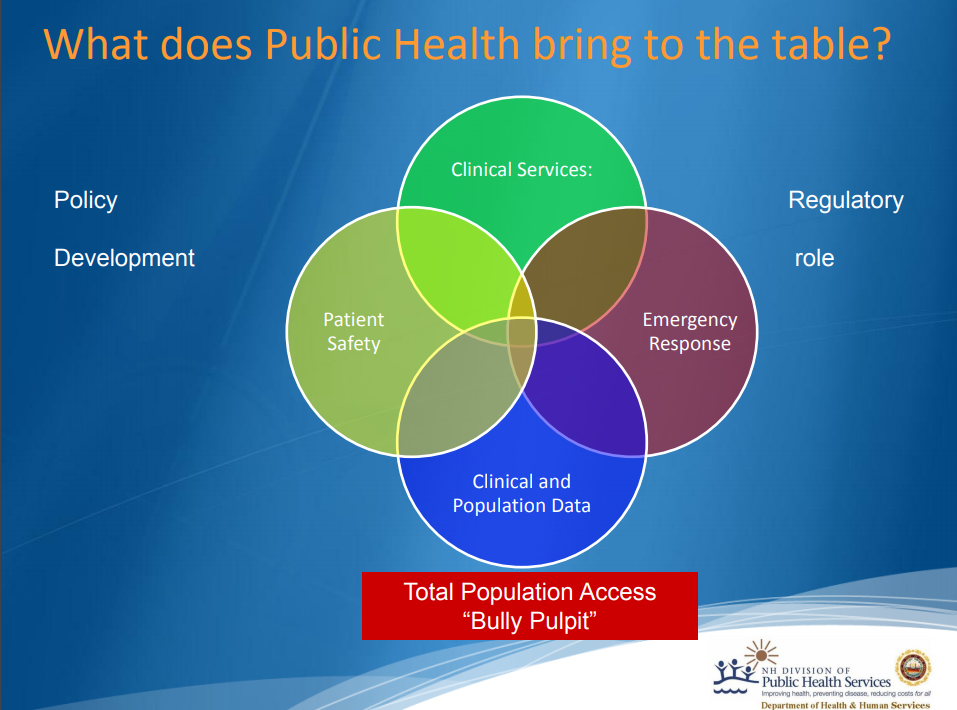 What does Public Health bring to the table?
Clinical Services:
Policy
Development
Regulatory
role
Patient
Safety
Emergency
Response
Clinical and
Population Data
Total Population Access
“Bully Pulpit”
NH DIVISION OF
Public Health Services
Improving health, preventing disease, reducing costs for all
Department of Health & Human Services